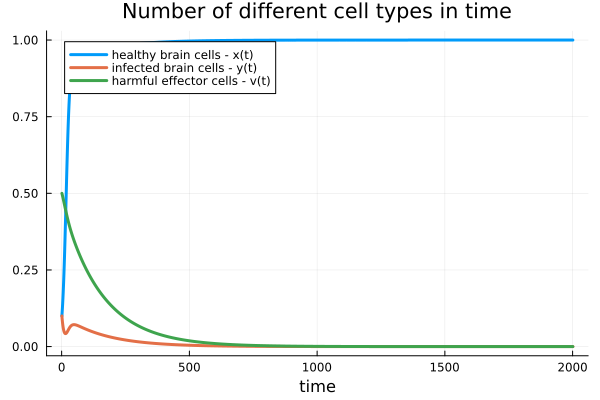 Number of different cell types in time
1.00
healthy brain cells - x(t)
infected brain cells - y(t)
harmful effector cells - v(t)
0.75
0.50
0.25
0.00
0 500 1000 1500 2000
time